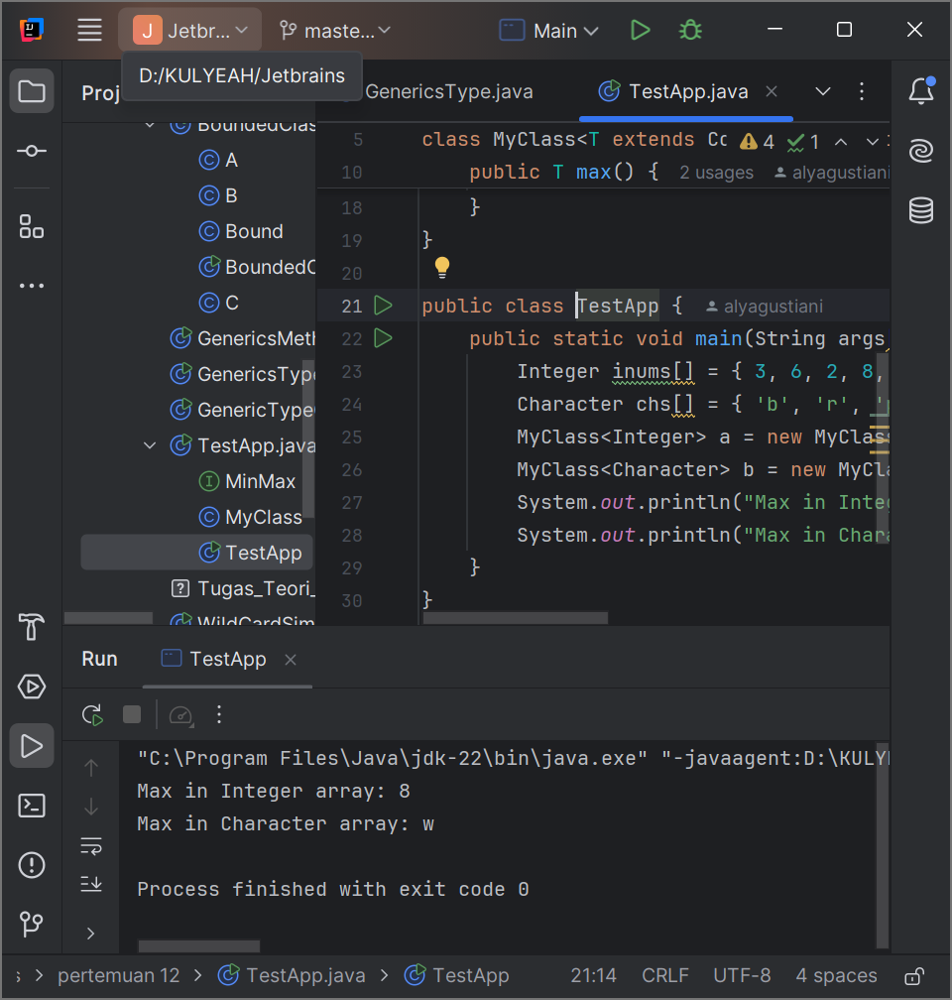 J Jetbr... maste... Main
D:/KULYEAH/Jetbrains
Proj
GenericsType.java TestApp.java
BoundedClas
A
B
Bound
BoundedC
C
GenericsMeth
GenericsType
GenericType
TestApp.java
MinMax
MyClass
TestApp
Tugas_Teori_
WildCardSim
5 class MyClass<T extends Co 4 1
10 public T max() { 2 usages alyagustiani
18 }
19 }
20
21 public class TestApp { alyagustiani
22 public static void main(String args
23 Integer inums[] = { 3, 6, 2, 8,
24 Character chs[] = { 'b', 'r', 'p
25 MyClass<Integer> a = new MyClass
26 MyClass<Character> b = new MyCla
27 System.out.println("Max in Inte
28 System.out.println("Max in Chara
29 }
30 }
Run TestApp
"C:\Program Files\Java\jdk-22\bin\java.exe" "-javaagent:D:\KULYE
Max in Integer array: 8
Max in Character array: w
Process finished with exit code 0
s > pertemuan 12 > TestApp.java > TestApp 21:14 CRLF UTF-8 4 spaces